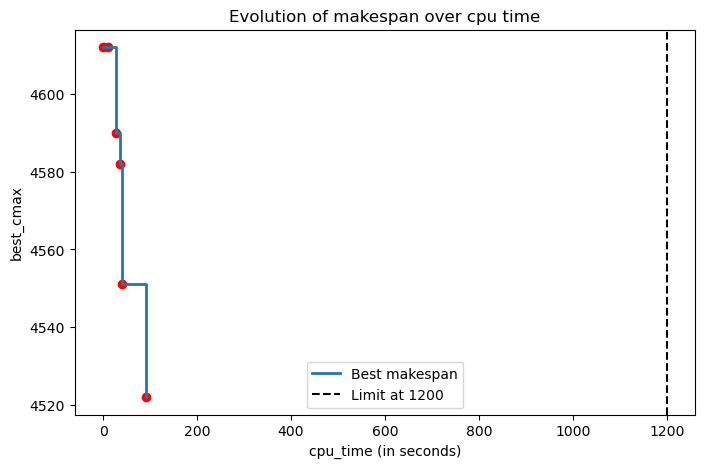 Evolution of makespan over cpu time
best_cmax
4600
4580
4560
4540
4520
Best makespan
Limit at 1200
0
200
400
600
800
1000
1200
cpu_time (in seconds)